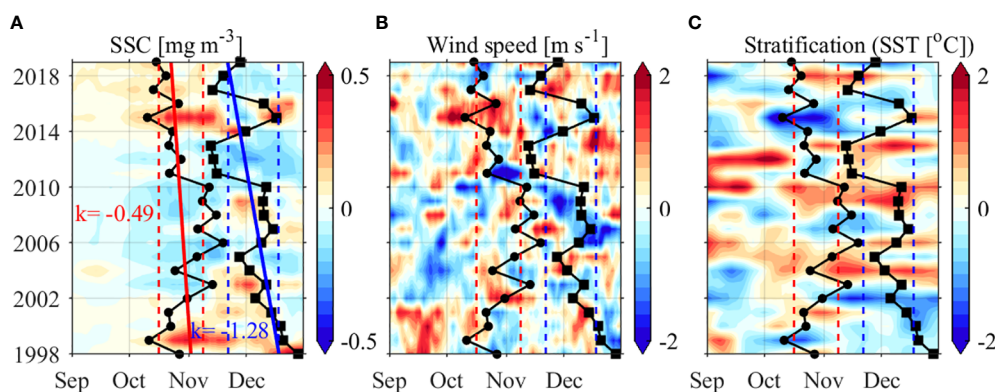 A
B
C
SSC [mg m-3]
Wind speed [m s-1]
Stratification (SST [oC])
2018
2014
2010
2006
2002
1998
k= -0.49
k=-1.28
Sep Oct Nov Dec
0.5
0
-0.5
Sep Oct Nov Dec
2
0
-2
Sep Oct Nov Dec
2
0
-2